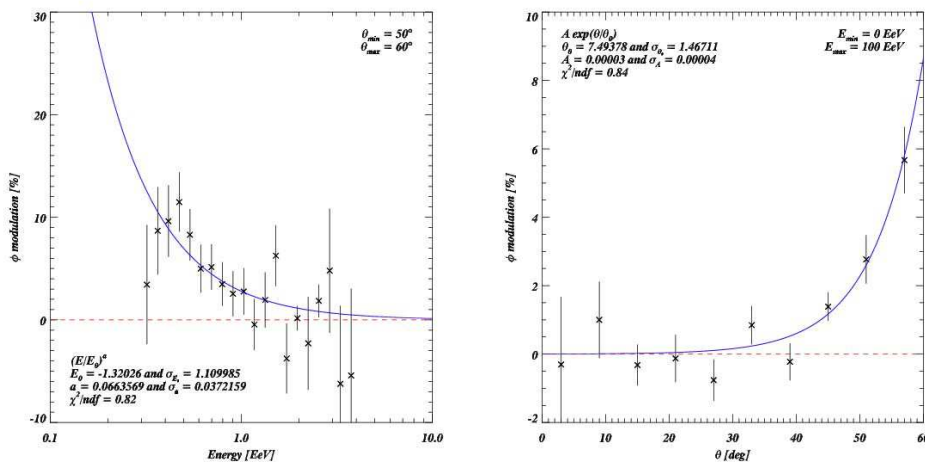 30
20
10
0
-10
ϕ modulation [%]
θmin = 50°
θmax = 60°
(E/E0)^a
E0 = -1.32026 and σE0 = 1.109985
a = 0.0663569 and σa = 0.0372159
χ²/ndf = 0.82
0.1 1.0 10.0
Energy [EeV]
10
8
6
4
2
0
-2
ϕ modulation [%]
A exp(θ/θ0)
θ0 = 7.49378 and σθ0 = 1.46711
A = 0.00003 and σA = 0.00004
χ²/ndf = 0.84
Emin = 0 EeV
Emax = 100 EeV
0 10 20 30 40 50 60
θ [deg]